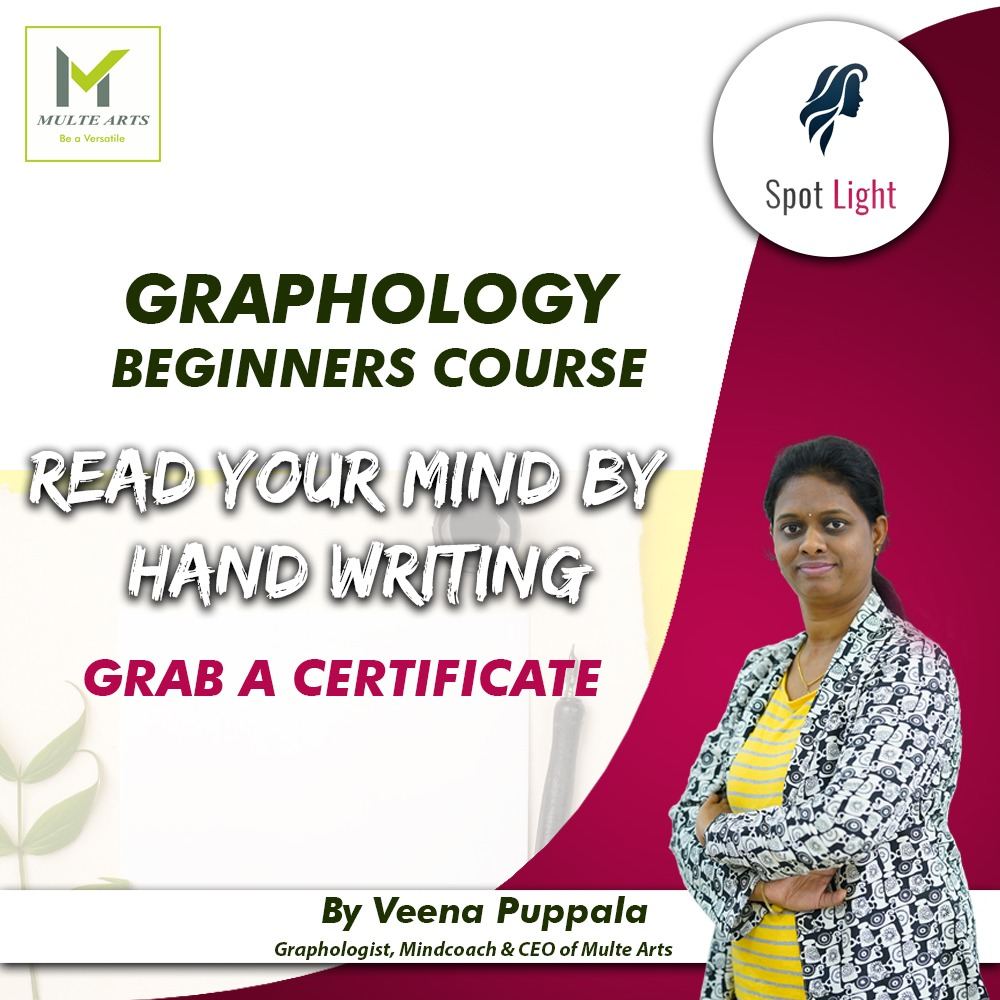 MULTE ARTS
Be a Versatile
Spot Light
GRAPHOLOGY
BEGINNERS COURSE
READ YOUR MIND BY
HAND WRITING
GRAB A CERTIFICATE
By Veena Puppala
Graphologist, Mindcoach & CEO of Multe Arts